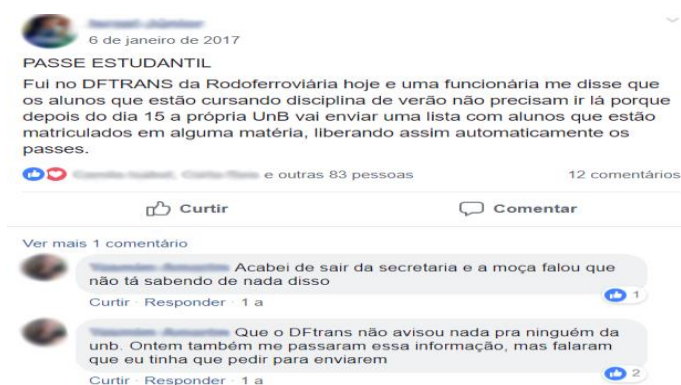 6 de janeiro de 2017
PASSE ESTUDANTIL
Fui no DFTRANS da Rodoferroviária hoje e uma funcionária me disse que
os alunos que estão cursando disciplina de verão não precisam ir lá porque
depois do dia 15 a própria UnB vai enviar uma lista com alunos que estão
matriculados em alguma matéria, liberando assim automaticamente os
passes.
e outras 83 pessoas 12 comentários
Curtir Comentar
Ver mais 1 comentário
Acabei de sair da secretaria e a moça falou que
não tá sabendo de nada disso
Curtir · Responder · 1 a 1
Que o DFtrans não avisou nada pra ninguém da
unb. Ontem também me passaram essa informação, mas falaram
que eu tinha que pedir para enviarem
Curtir · Responder · 1 a 2